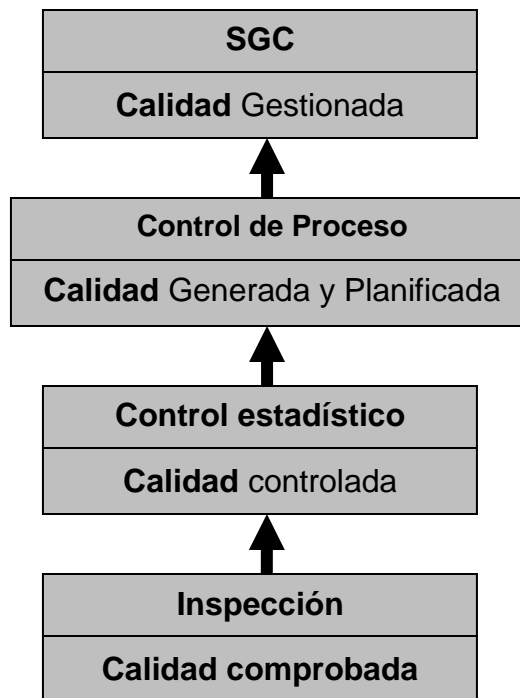 SGC
Calidad Gestionada
Control de Proceso
Calidad Generada y Planificada
Control estadístico
Calidad controlada
Inspección
Calidad comprobada